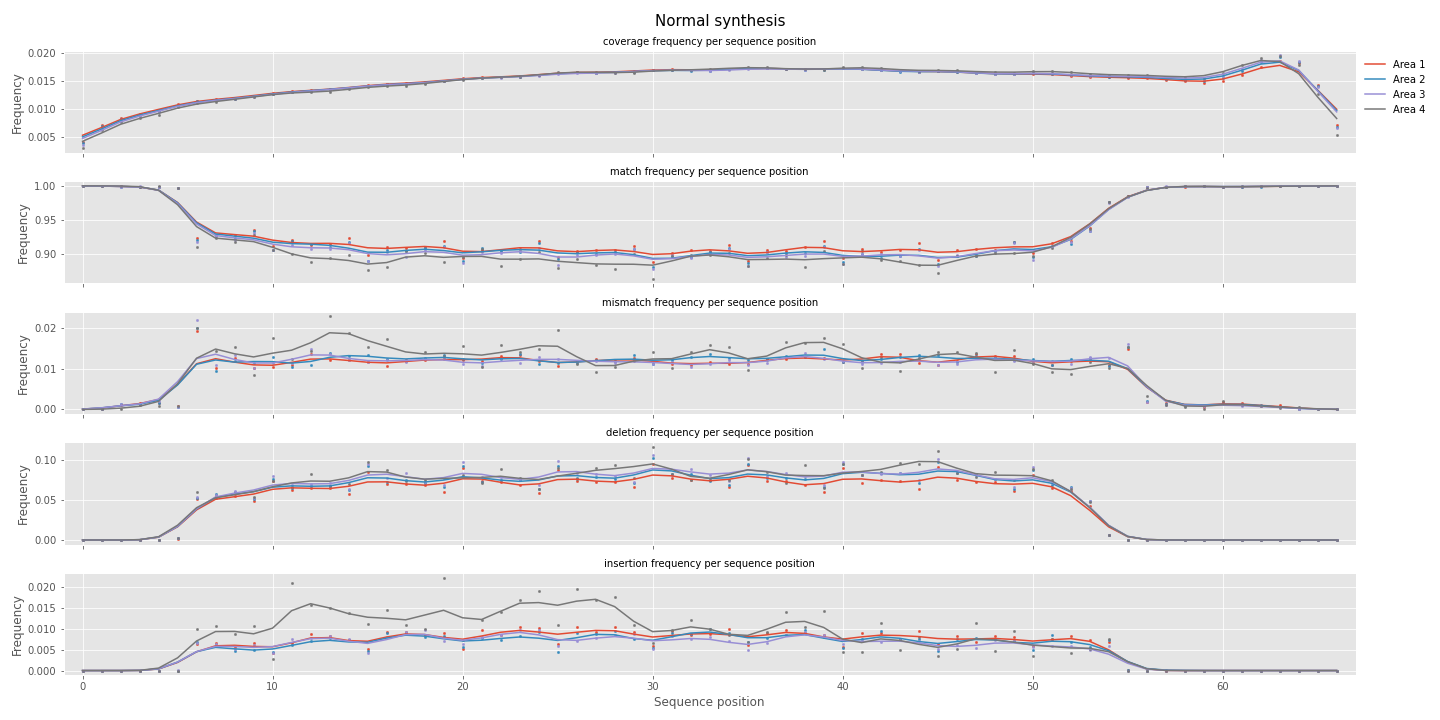 Normal synthesis
coverage frequency per sequence position
Frequency
0.020
0.015
0.010
0.005
Area 1
Area 2
Area 3
Area 4
match frequency per sequence position
Frequency
1.00
0.95
0.90
mismatch frequency per sequence position
Frequency
0.02
0.01
0.00
deletion frequency per sequence position
Frequency
0.10
0.05
0.00
insertion frequency per sequence position
Frequency
0.020
0.015
0.010
0.005
0.000
0 10 20 30 40 50 60
Sequence position